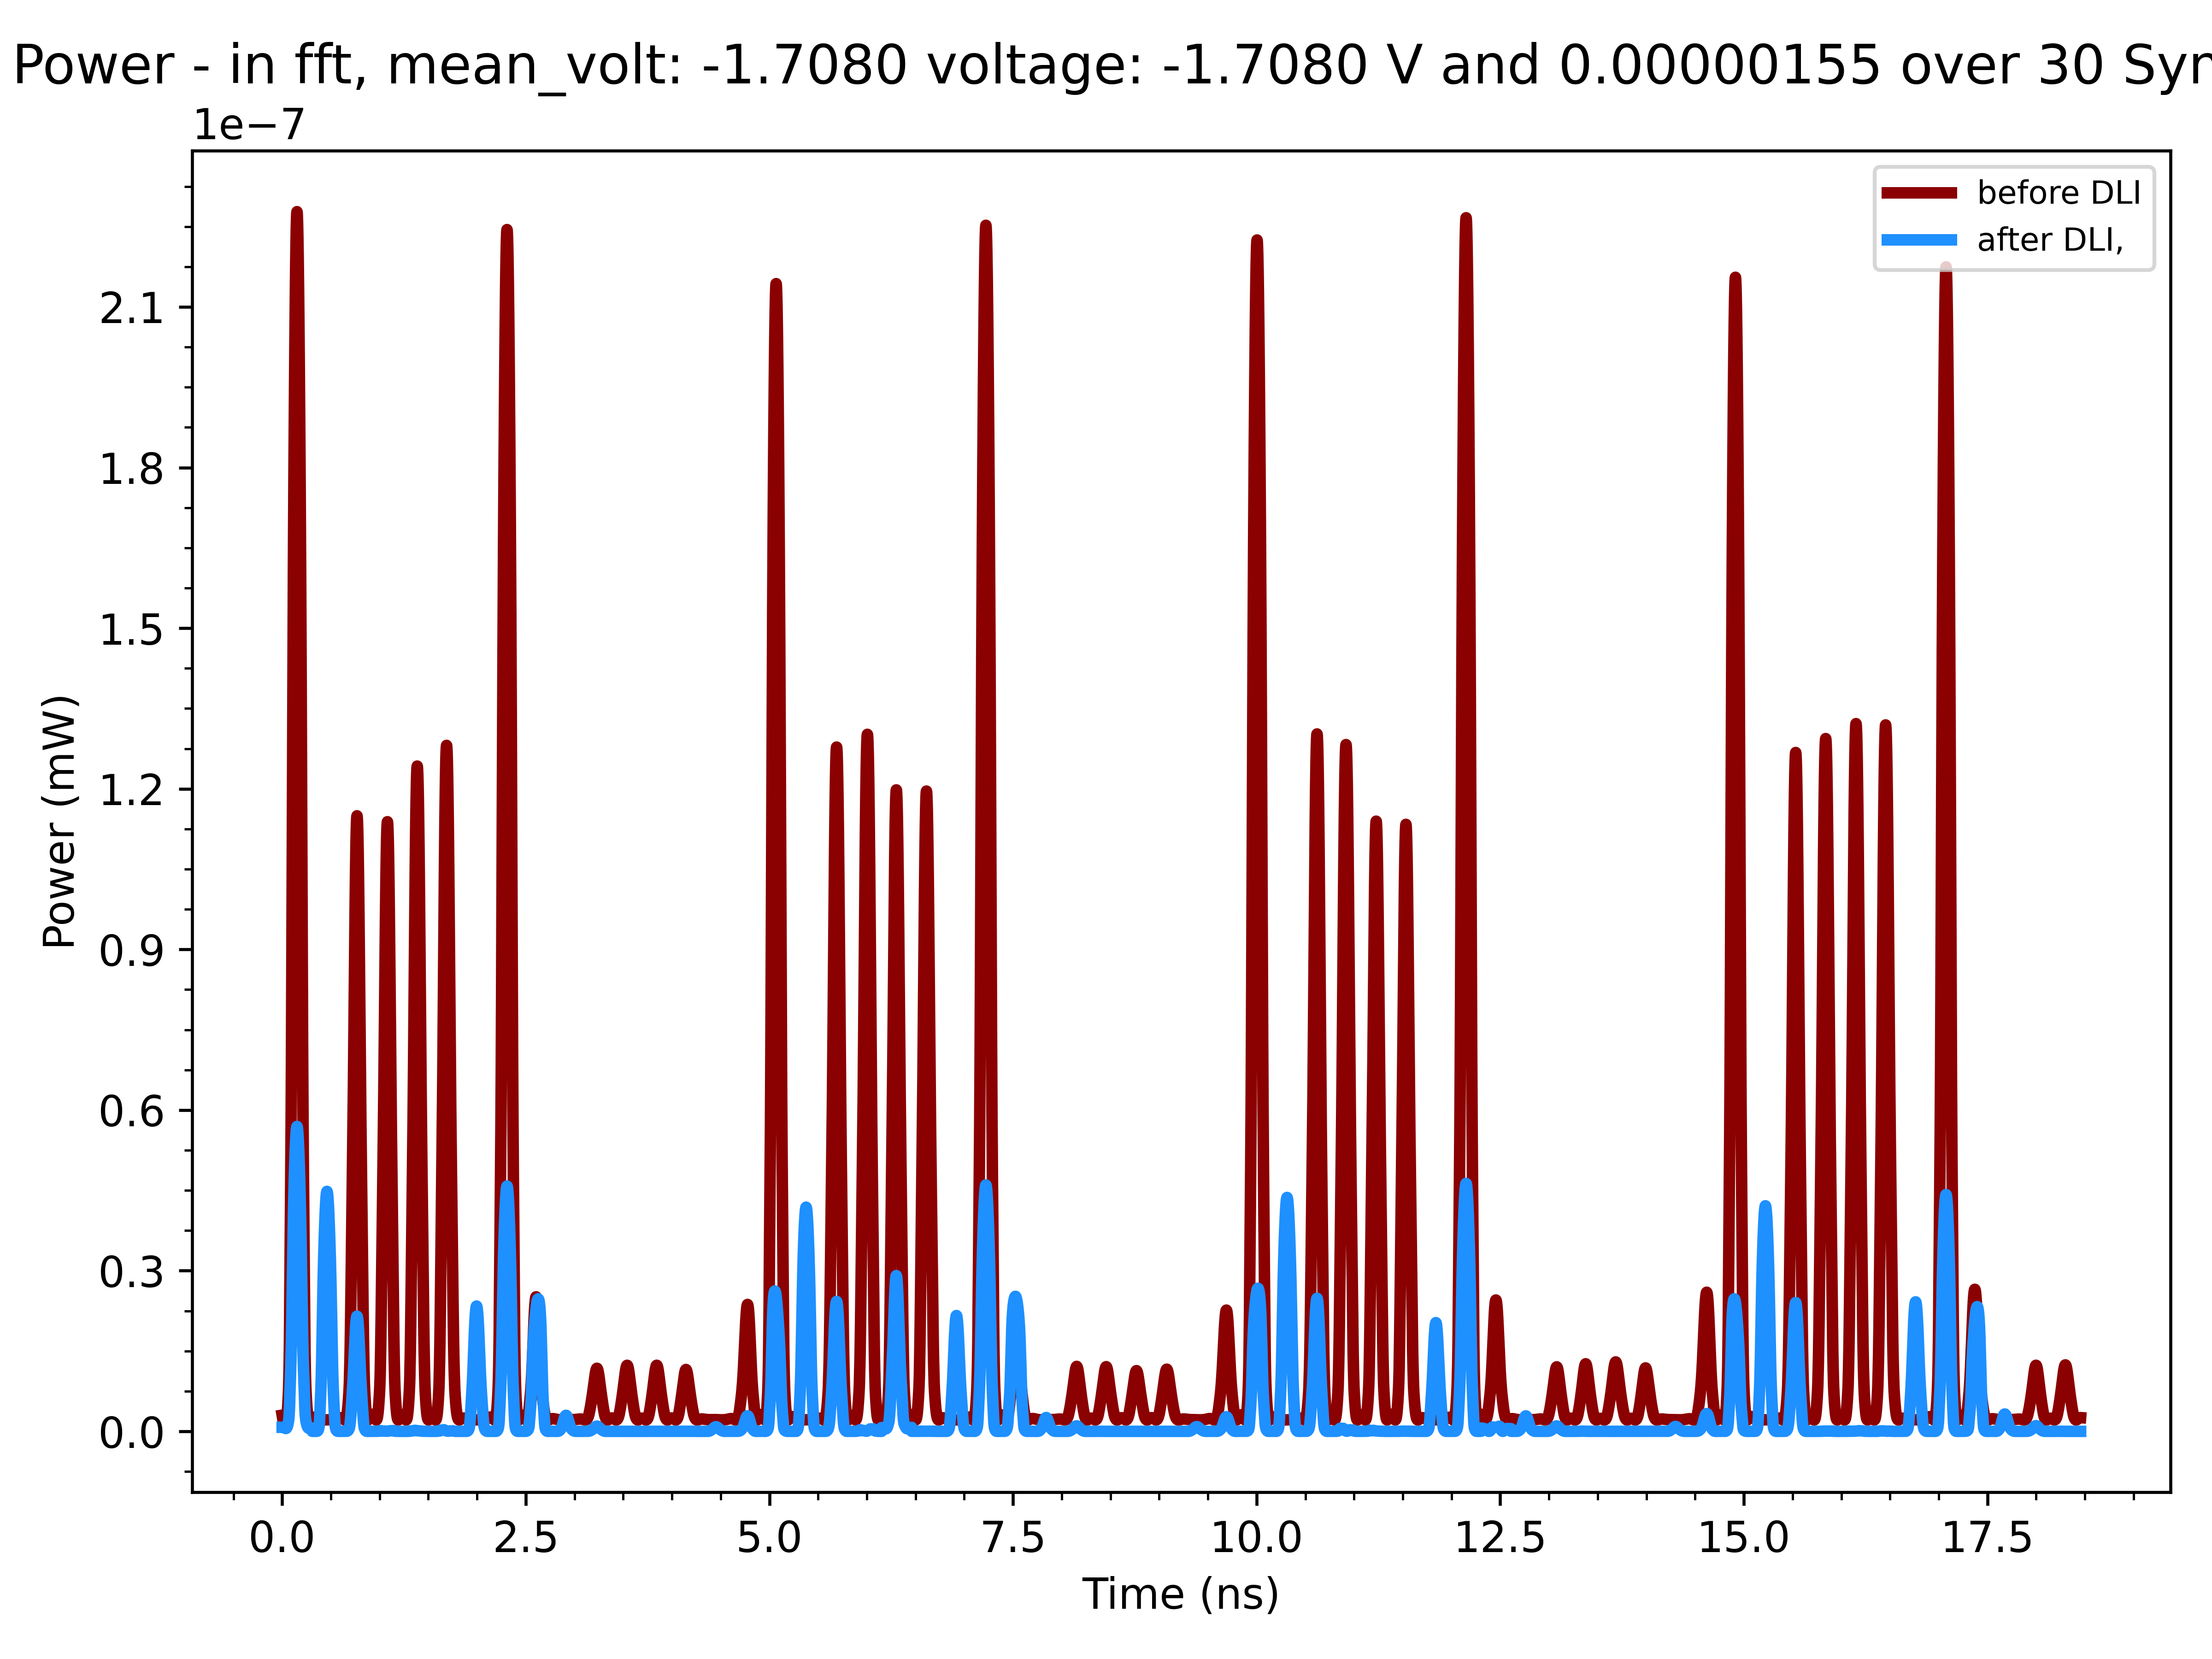 Power - in fft, mean_volt: -1.7080 voltage: -1.7080 V and 0.00000155 over 30 Syn
1e−7
before DLI
after DLI,
2.1
1.8
1.5
1.2
0.9
0.6
0.3
0.0
Power (mW)
0.0 2.5 5.0 7.5 10.0 12.5 15.0 17.5
Time (ns)